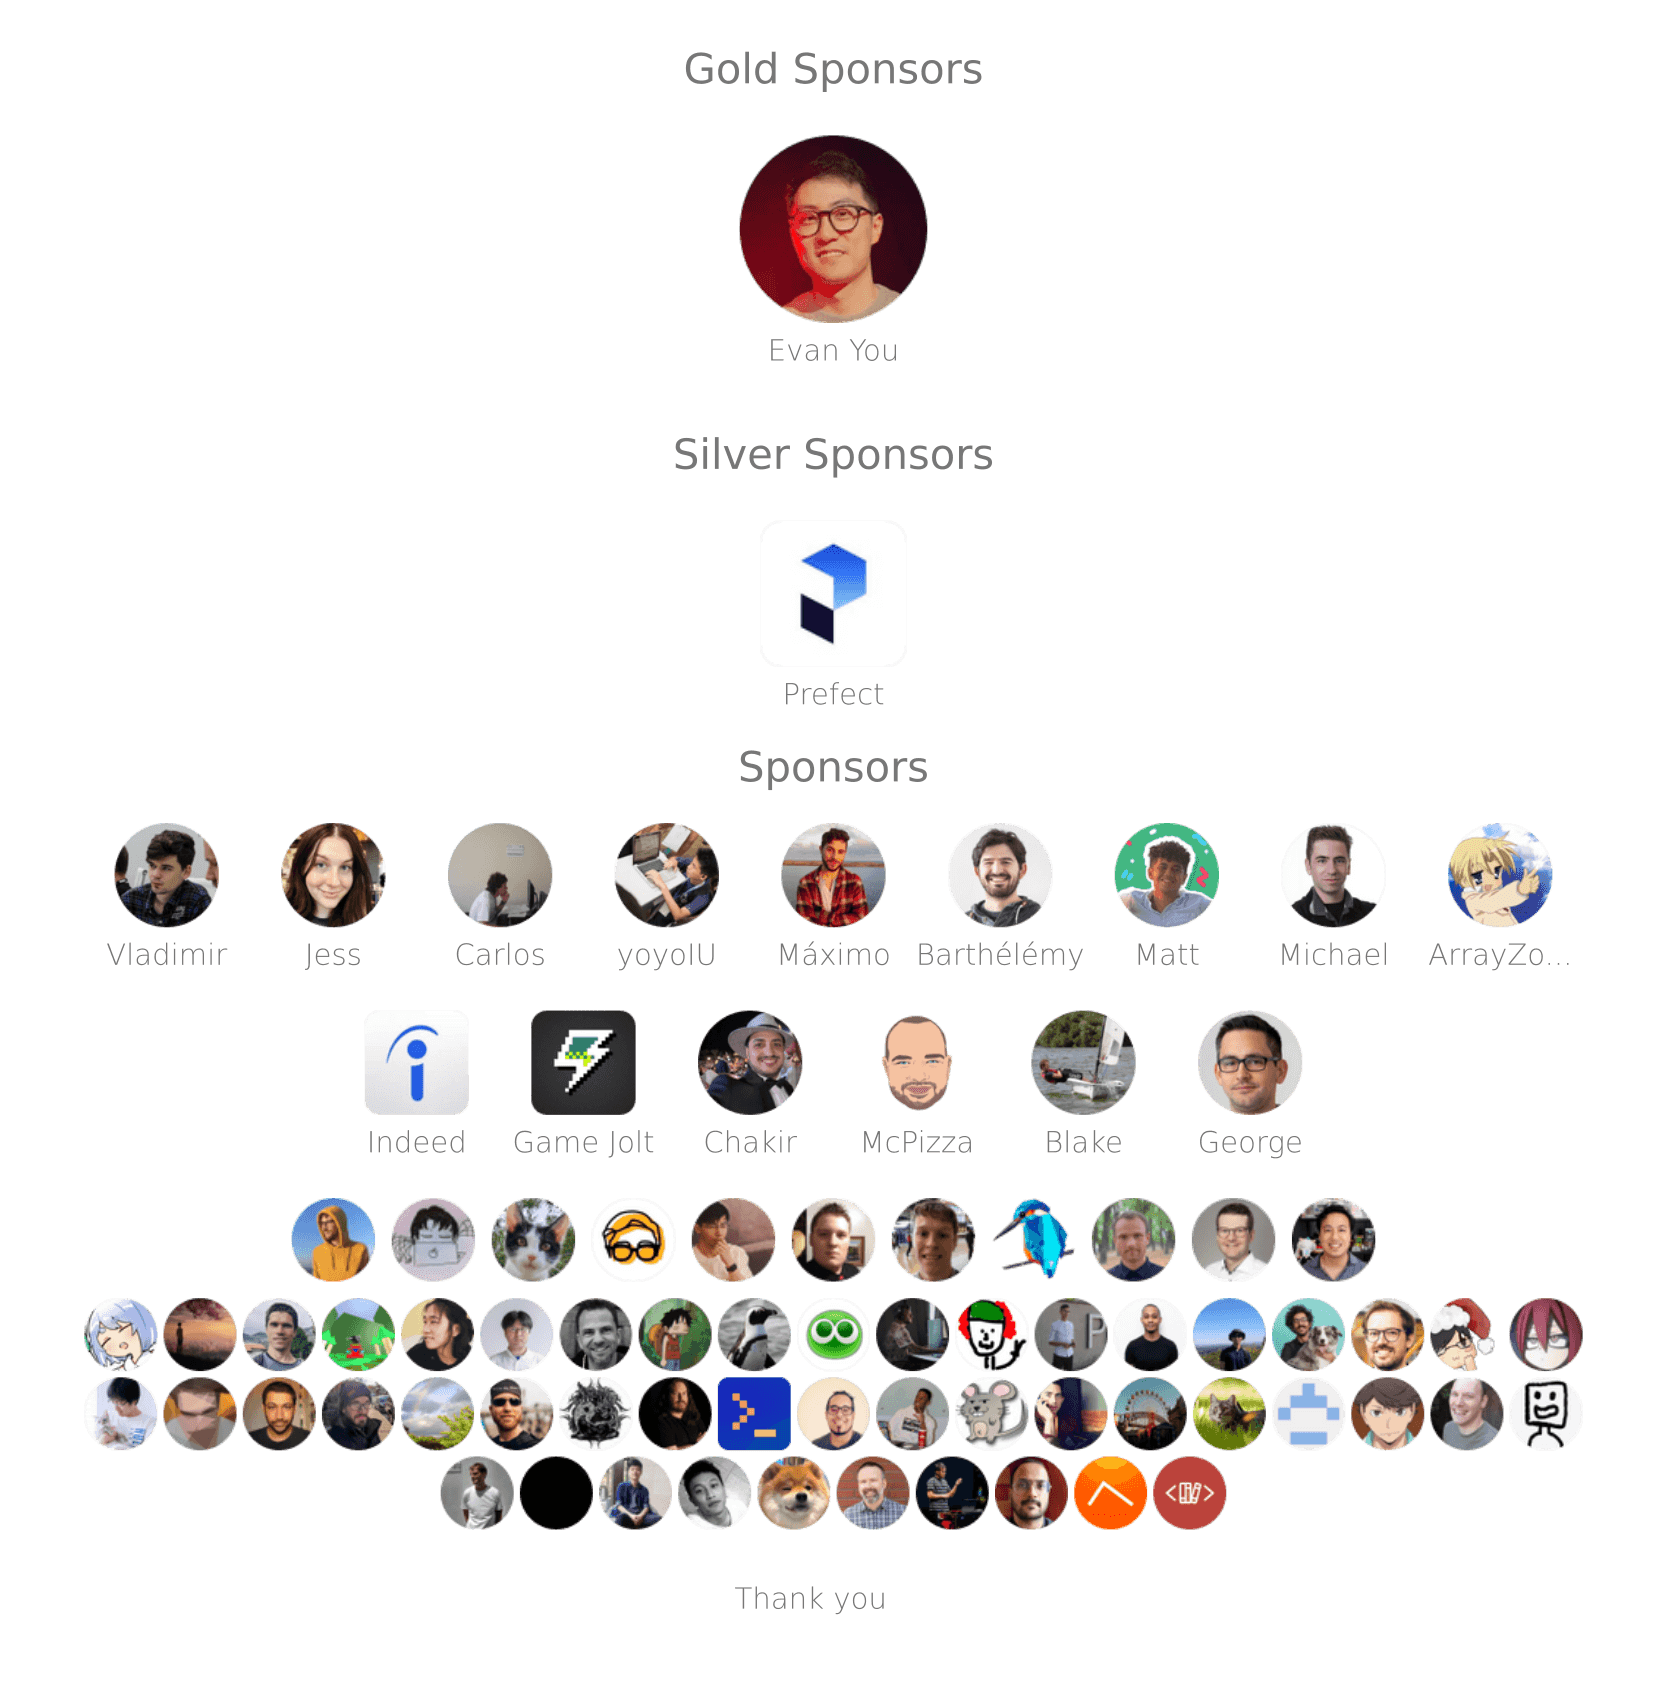 Gold Sponsors
Evan You
Silver Sponsors
Prefect
Sponsors
Vladimir Jess Carlos yoyolU Máximo Barthélémy Matt Michael ArrayZo...
Indeed Game Jolt Chakir McPizza Blake George
P
Thank you